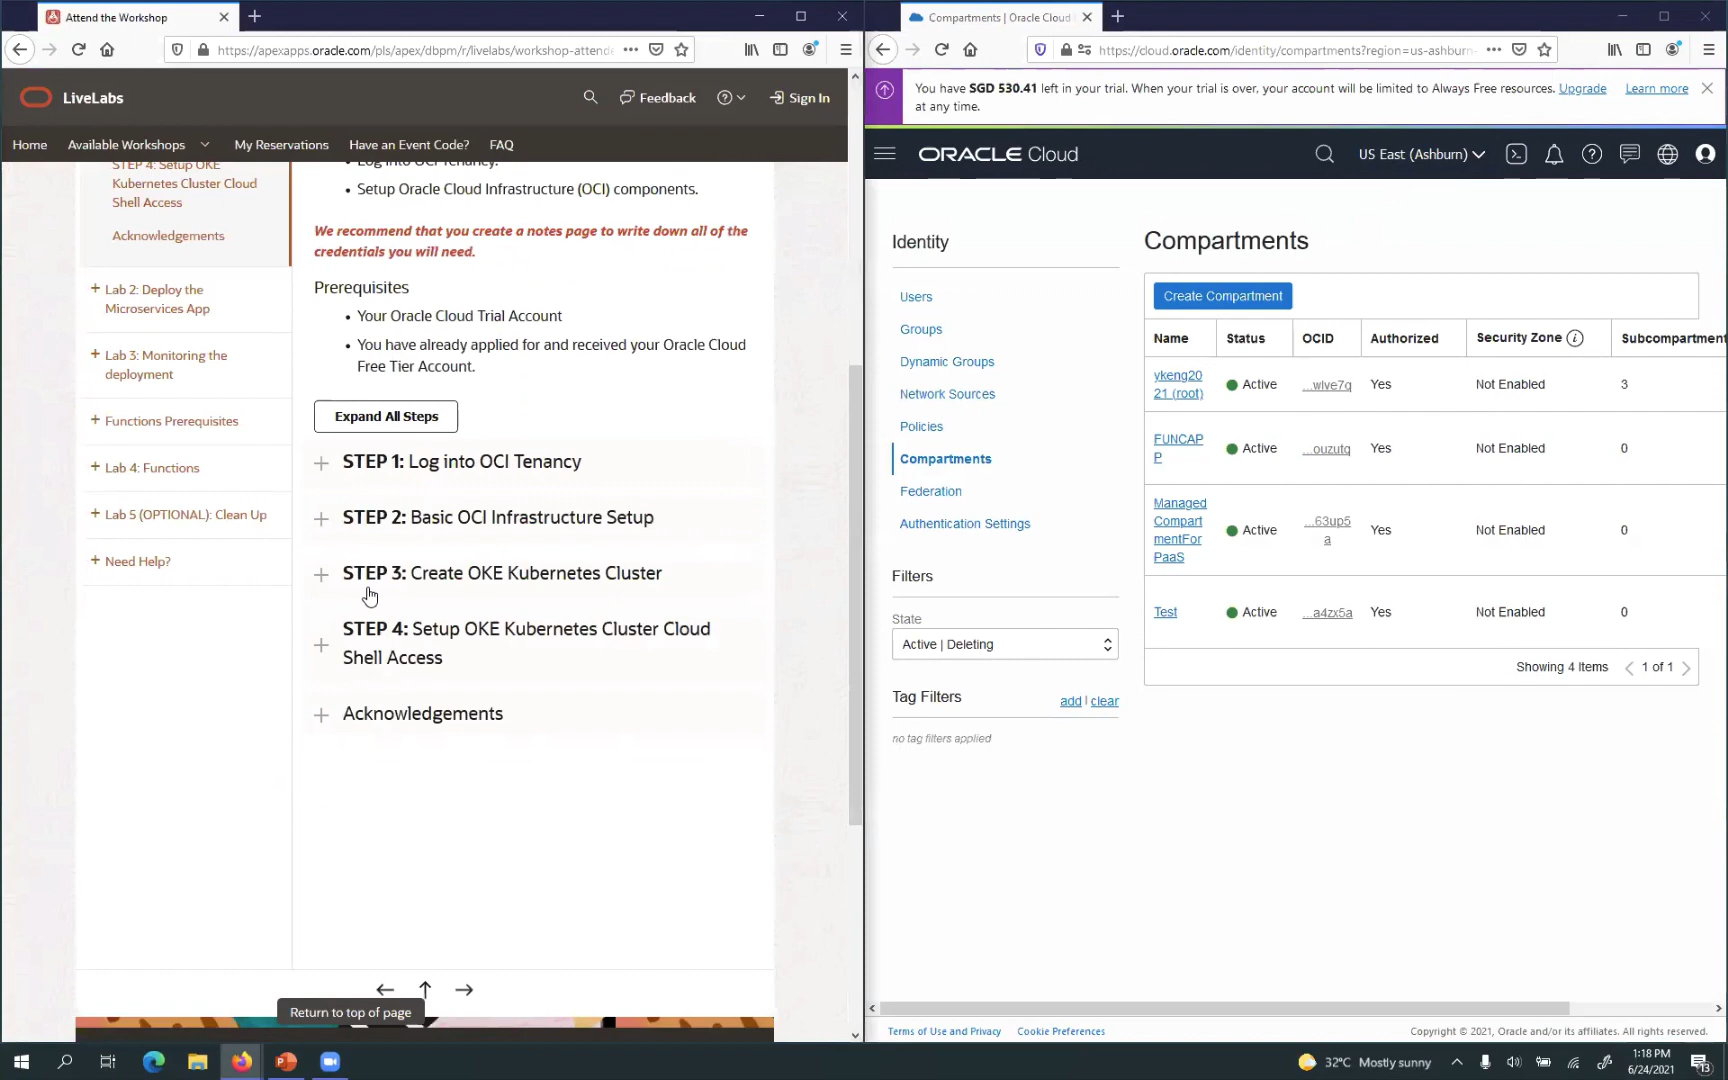 Attend the Workshop
https://apexapps.oracle.com/pls/apex/dbpm/r/livelabs/workshop-attende
LiveLabs
Feedback
Sign In
Home
Available Workshops
My Reservations
Have an Event Code?
FAQ
STEP 4: Setup OKE
Kubernetes Cluster Cloud
Shell Access
Acknowledgements
+ Lab 2: Deploy the
Microservices App
+ Lab 3: Monitoring the
deployment
+ Functions Prerequisites
+ Lab 4: Functions
+ Lab 5 (OPTIONAL): Clean Up
+ Need Help?
• Log into OCI Tenancy.
• Setup Oracle Cloud Infrastructure (OCI) components.
We recommend that you create a notes page to write down all of the
credentials you will need.
Prerequisites
• Your Oracle Cloud Trial Account
• You have already applied for and received your Oracle Cloud
Free Tier Account.
Expand All Steps
+ STEP 1: Log into OCI Tenancy
+ STEP 2: Basic OCI Infrastructure Setup
+ STEP 3: Create OKE Kubernetes Cluster
+ STEP 4: Setup OKE Kubernetes Cluster Cloud
Shell Access
+ Acknowledgements
Return to top of page
Compartments | Oracle Cloud
https://cloud.oracle.com/identity/compartments?region=us-ashburn-
You have SGD 530.41 left in your trial. When your trial is over, your account will be limited to Always Free resources. Upgrade Learn more
at any time.
ORACLE Cloud
US East (Ashburn)
Identity
Users
Groups
Dynamic Groups
Network Sources
Policies
Compartments
Federation
Authentication Settings
Filters
State
Active | Deleting
Tag Filters
add | clear
no tag filters applied
Compartments
Create Compartment
Name Status OCID Authorized Security Zone i Subcompartment
ykeng20
21 (root) Active ...wlve7q Yes Not Enabled 3
FUNCAP
P Active ...ouzutq Yes Not Enabled 0
Managed
Compart
mentFor
PaaS Active ...63up5
a Yes Not Enabled 0
Test Active ...a4zx5a Yes Not Enabled 0
Showing 4 Items < 1 of 1 >
Terms of Use and Privacy
Cookie Preferences
Copyright © 2021, Oracle and/or its affiliates. All rights reserved.
32°C Mostly sunny
1:18 PM
6/24/2021
13